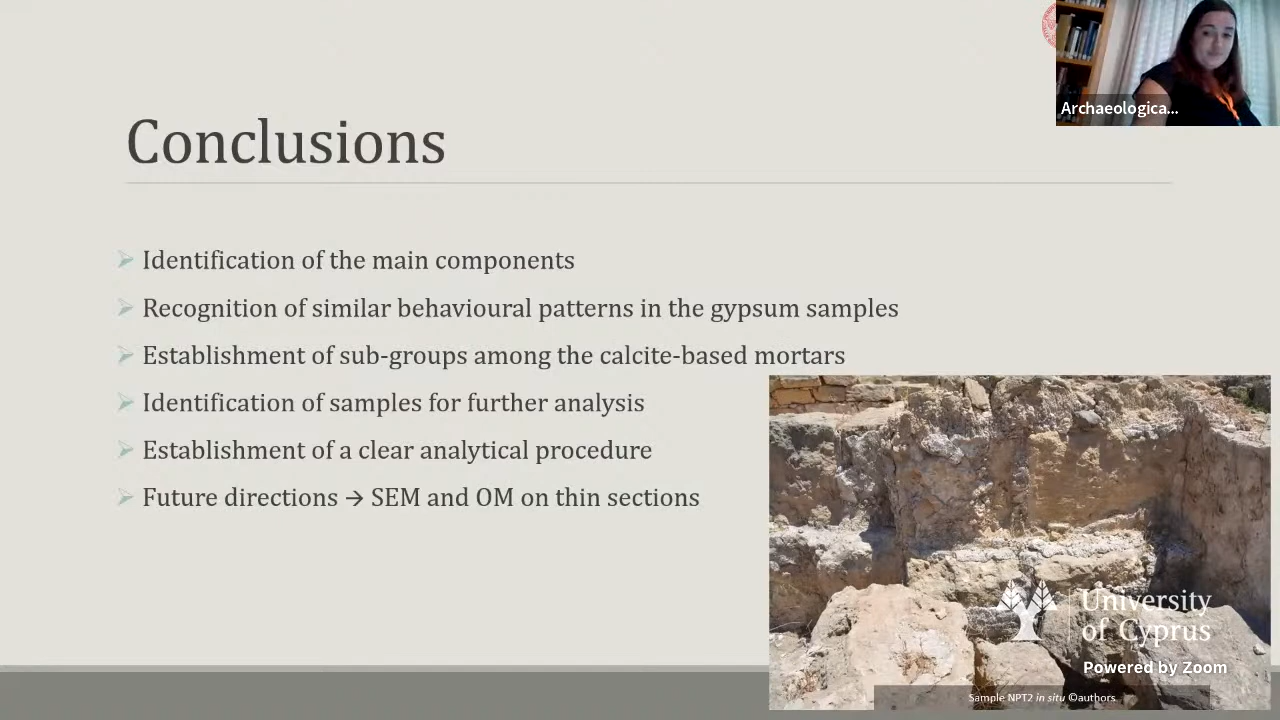 Archaeologica...
Conclusions
Identification of the main components
Recognition of similar behavioural patterns in the gypsum samples
Establishment of sub-groups among the calcite-based mortars
Identification of samples for further analysis
Establishment of a clear analytical procedure
Future directions → SEM and OM on thin sections
University
of Cyprus
Powered by Zoom
Sample NPT2 in situ ©authors